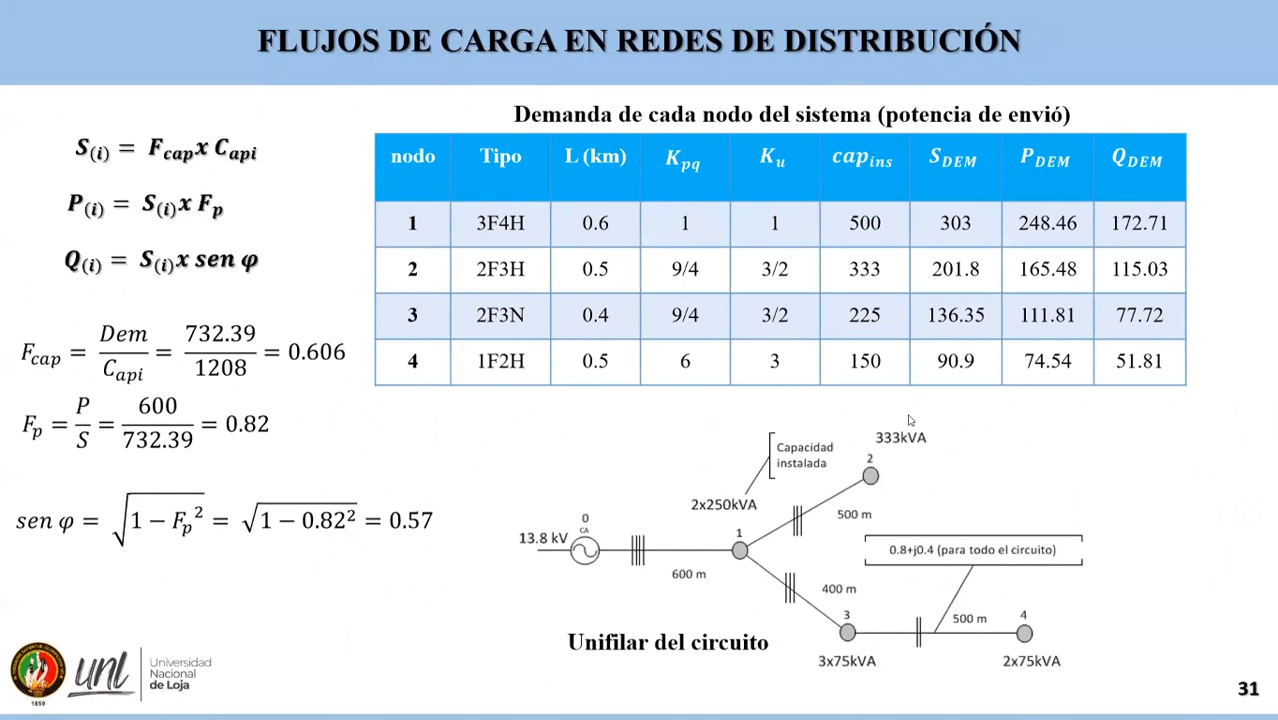 FLUJOS DE CARGA EN REDES DE DISTRIBUCIÓN
S(i) = Fcap x Capi
P(i) = S(i) x Fp
Q(i) = S(i) x sen φ
Fcap = Dem / Capi = 732.39 / 1208 = 0.606
Fp = P / S = 600 / 732.39 = 0.82
sen φ = √(1 − Fp²) = √(1 − 0.82²) = 0.57
Demanda de cada nodo del sistema (potencia de envió)
nodo Tipo L (km) Kpq Ku capins SDEM PDEM QDEM
1 3F4H 0.6 1 1 500 303 248.46 172.71
2 2F3H 0.5 9/4 3/2 333 201.8 165.48 115.03
3 2F3N 0.4 9/4 3/2 225 136.35 111.81 77.72
4 1F2H 0.5 6 3 150 90.9 74.54 51.81
Capacidad
instalada
333kVA
2
2x250kVA
500 m
0
CA
13.8 kV
1
600 m
0.8+j0.4 (para todo el circuito)
400 m
3
500 m
4
3x75kVA
2x75kVA
Unifilar del circuito
1859
unl
Universidad
Nacional
de Loja
31